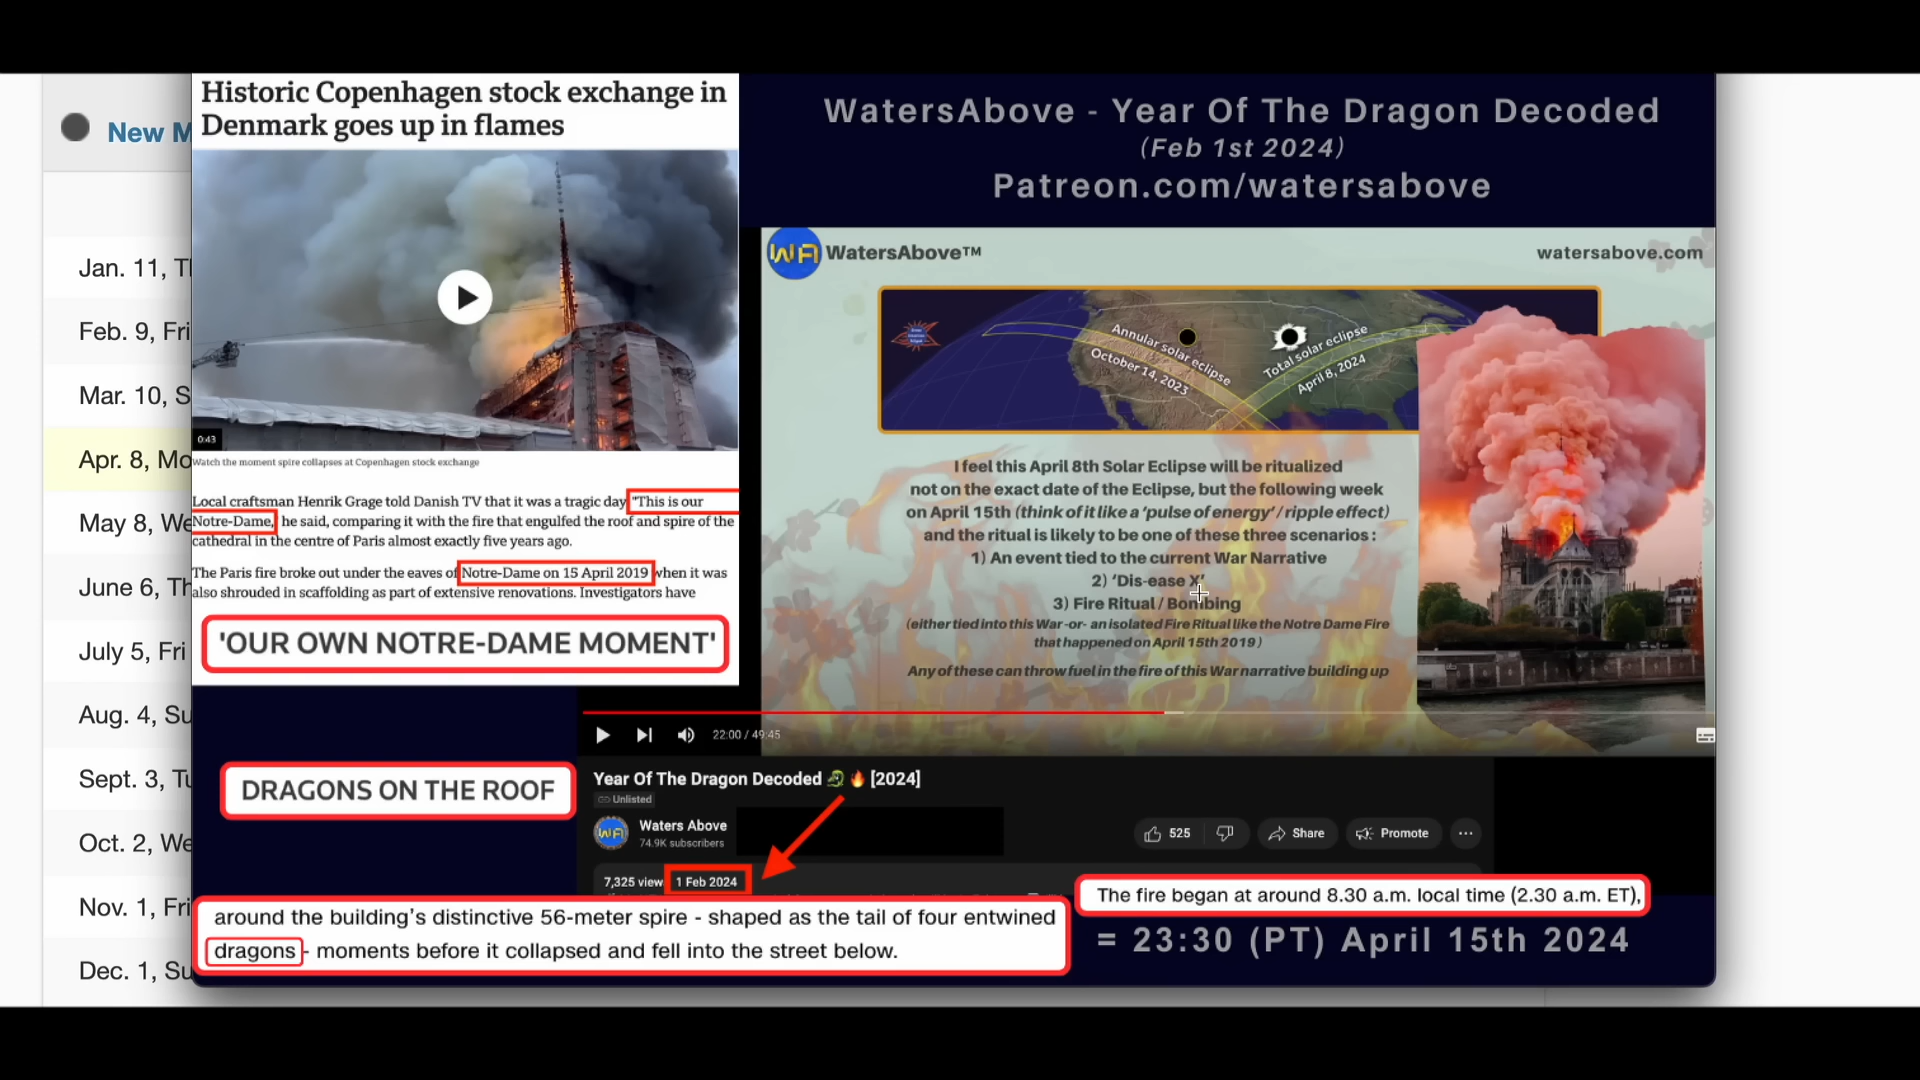 New M
Jan. 11, Tl
Feb. 9, Fri
Mar. 10, S
Apr. 8, Mo
May 8, We
June 6, Th
July 5, Fri
Aug. 4, Su
Sept. 3, Tu
Oct. 2, We
Nov. 1, Fri
Dec. 1, Su
Historic Copenhagen stock exchange in
Denmark goes up in flames
0:43
Watch the moment spire collapses at Copenhagen stock exchange
Local craftsman Henrik Grage told Danish TV that it was a tragic day. "This is our
Notre-Dame," he said, comparing it with the fire that engulfed the roof and spire of the
cathedral in the centre of Paris almost exactly five years ago.
The Paris fire broke out under the eaves of Notre-Dame on 15 April 2019 when it was
also shrouded in scaffolding as part of extensive renovations. Investigators have
'OUR OWN NOTRE-DAME MOMENT'
DRAGONS ON THE ROOF
WatersAbove - Year Of The Dragon Decoded
(Feb 1st 2024)
Patreon.com/watersabove
WA WatersAbove™
watersabove.com
Annular solar eclipse
October 14, 2023
Total solar eclipse
April 8, 2024
I feel this April 8th Solar Eclipse will be ritualized
not on the exact date of the Eclipse, but the following week
on April 15th (think of it like a 'pulse of energy' / ripple effect)
and the ritual is likely to be one of these three scenarios :
1) An event tied to the current War Narrative
2) 'Dis-ease X'
3) Fire Ritual / Bombing
(either tied into this War -or- an isolated Fire Ritual like the Notre Dame Fire
that happened on April 15th 2019 )
Any of these can throw fuel in the fire of this War narrative building up
22:00 / 49:45
Year Of The Dragon Decoded 🐉🔥 [2024]
Unlisted
WA
Waters Above
74.9K subscribers
525
Share
Promote
7,325 view
1 Feb 2024
around the building's distinctive 56-meter spire - shaped as the tail of four entwined
dragons - moments before it collapsed and fell into the street below.
The fire began at around 8.30 a.m. local time (2.30 a.m. ET),
= 23:30 (PT) April 15th 2024